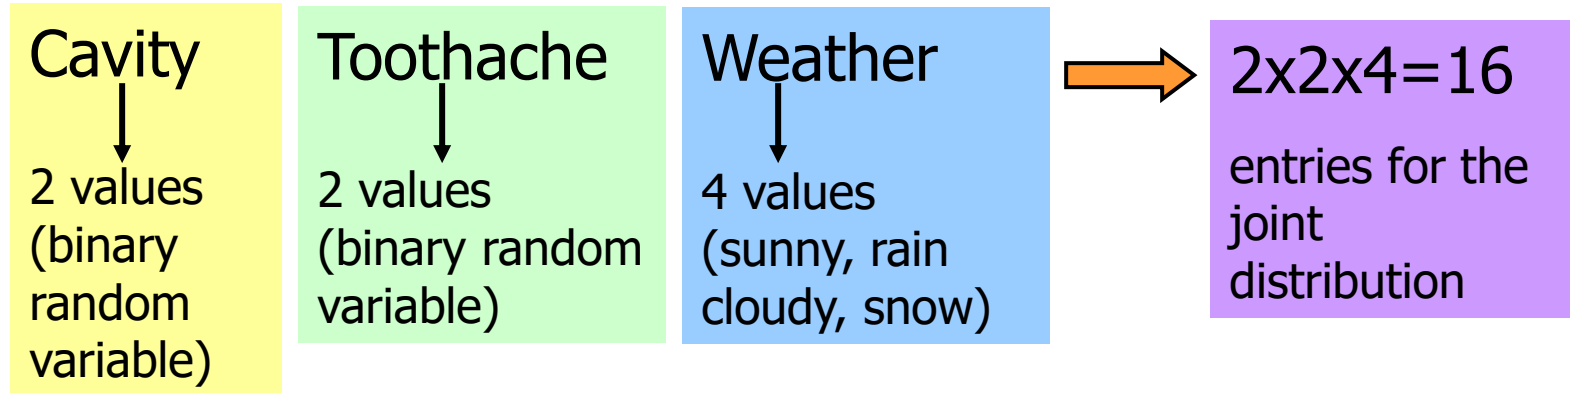 Cavity
2 values
(binary
random
variable)
Toothache
2 values
(binary random
variable)
Weather
4 values
(sunny, rain
cloudy, snow)
2x2x4=16
entries for the
joint
distribution